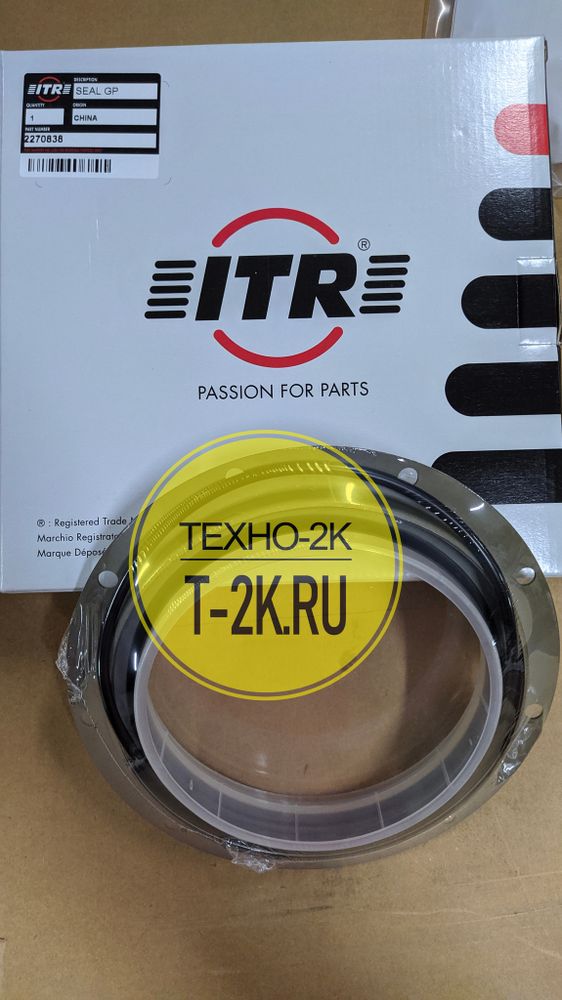 ITR
DESCRIPTION
SEAL GP
QUANTITY
ORIGIN
1
CHINA
PART NUMBER
2270838
ITR®
PASSION FOR PARTS
® : Registered Trade
Marchio Registrato
Marque Déposé
ТЕХНО-2К
T-2K.RU